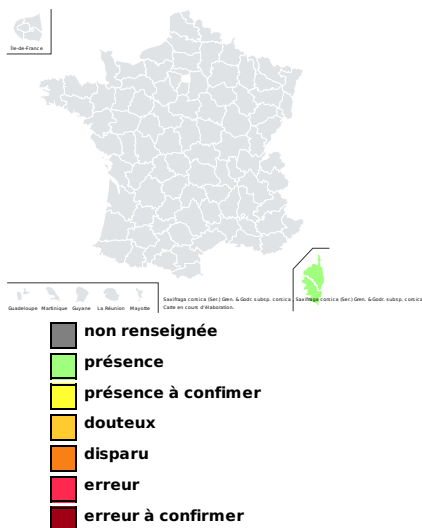 Île-de-France
Guadeloupe Martinique Guyane La Réunion Mayotte
Saxifraga corsica (Ser.) Gren. & Godr. subsp. corsica
Saxifraga corsica (Ser.) Gren. & Godr. subsp. corsica
Carte en cours d'élaboration.
non renseignée
présence
présence à confimer
douteux
disparu
erreur
erreur à confirmer